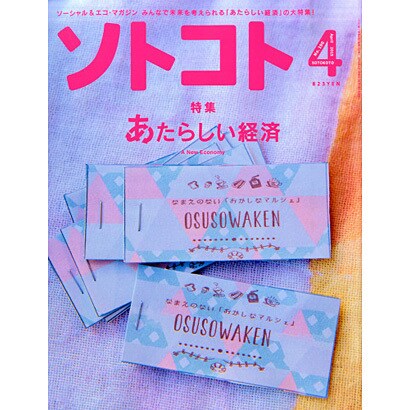 ソーシャル&エコ・マガジン みんなで未来を考えられる「あたらしい経済」の大特集!
ソトコト
4
SOTOKOTO
823YEN
特集
あたらしい経済
A New Economy
なまえのない「おかしなマルシェ」
OSUSOWAKEN
なまえのない「おかしなマルシェ」
OSUSOWAKEN